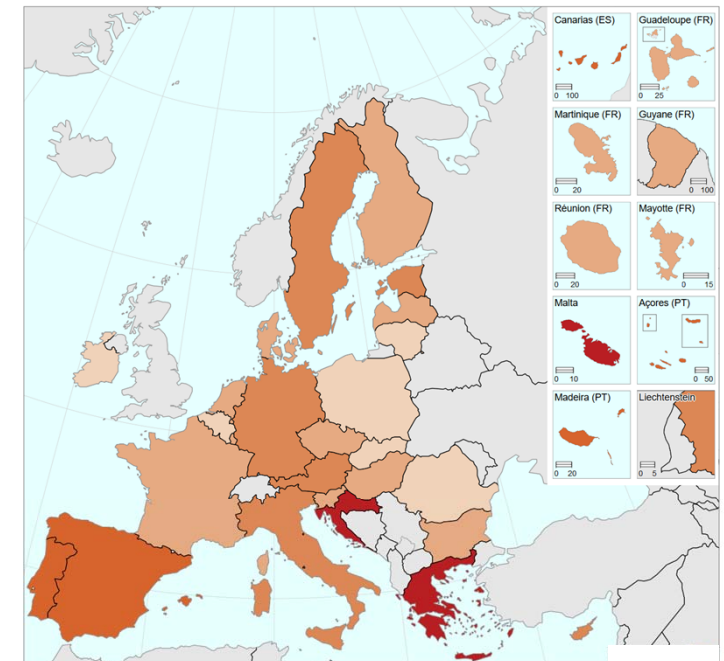 Canarias (ES)
0 100
Guadeloupe (FR)
0 25
Martinique (FR)
0 20
Guyane (FR)
0 100
Réunion (FR)
0 20
Mayotte (FR)
0 15
Malta
0 10
Açores (PT)
0 50
Madeira (PT)
0 20
Liechtenstein
0 5